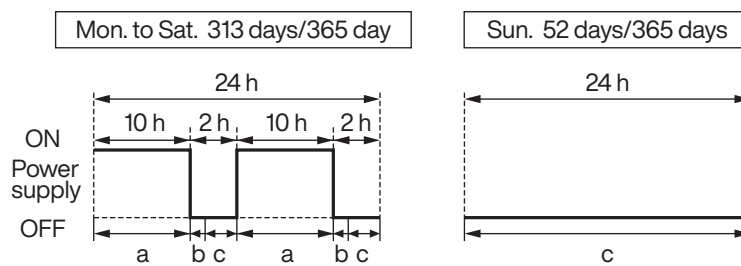 Mon. to Sat. 313 days/365 day
Sun. 52 days/365 days
24 h
24 h
10 h 2 h 10 h 2 h
ON
Power
supply
OFF
a b c a b c
c